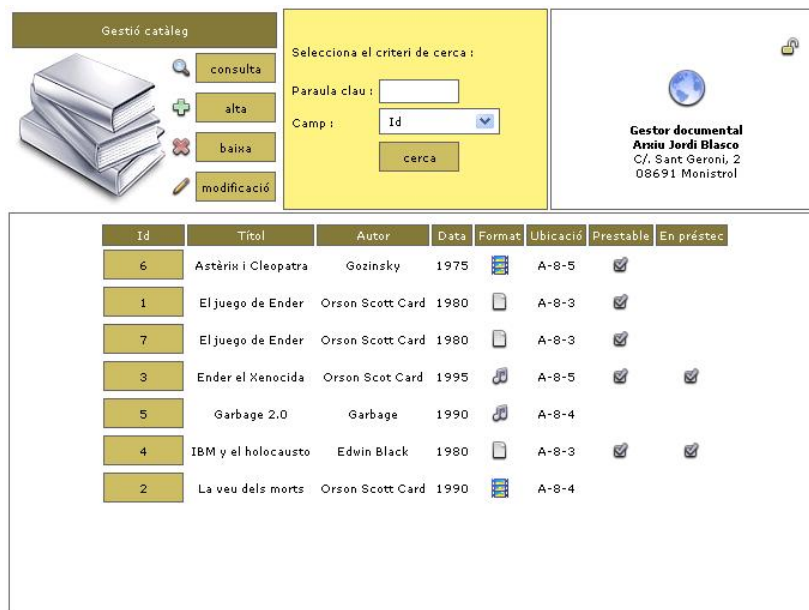 Gestió catàleg
consulta
alta
baixa
modificació
Selecciona el criteri de cerca :
Paraula clau :
Camp : Id
cerca
Gestor documental
Arxiu Jordi Blasco
C/. Sant Geroni, 2
08691 Monistrol
Id Títol Autor Data Format Ubicació Prestable En préstec
6 Astèrix i Cleopatra Gozinsky 1975 A-8-5
1 El juego de Ender Orson Scott Card 1980 A-8-3
7 El juego de Ender Orson Scott Card 1980 A-8-3
3 Ender el Xenocida Orson Scot Card 1995 A-8-5
5 Garbage 2.0 Garbage 1990 A-8-4
4 IBM y el holocausto Edwin Black 1980 A-8-3
2 La veu dels morts Orson Scott Card 1990 A-8-4